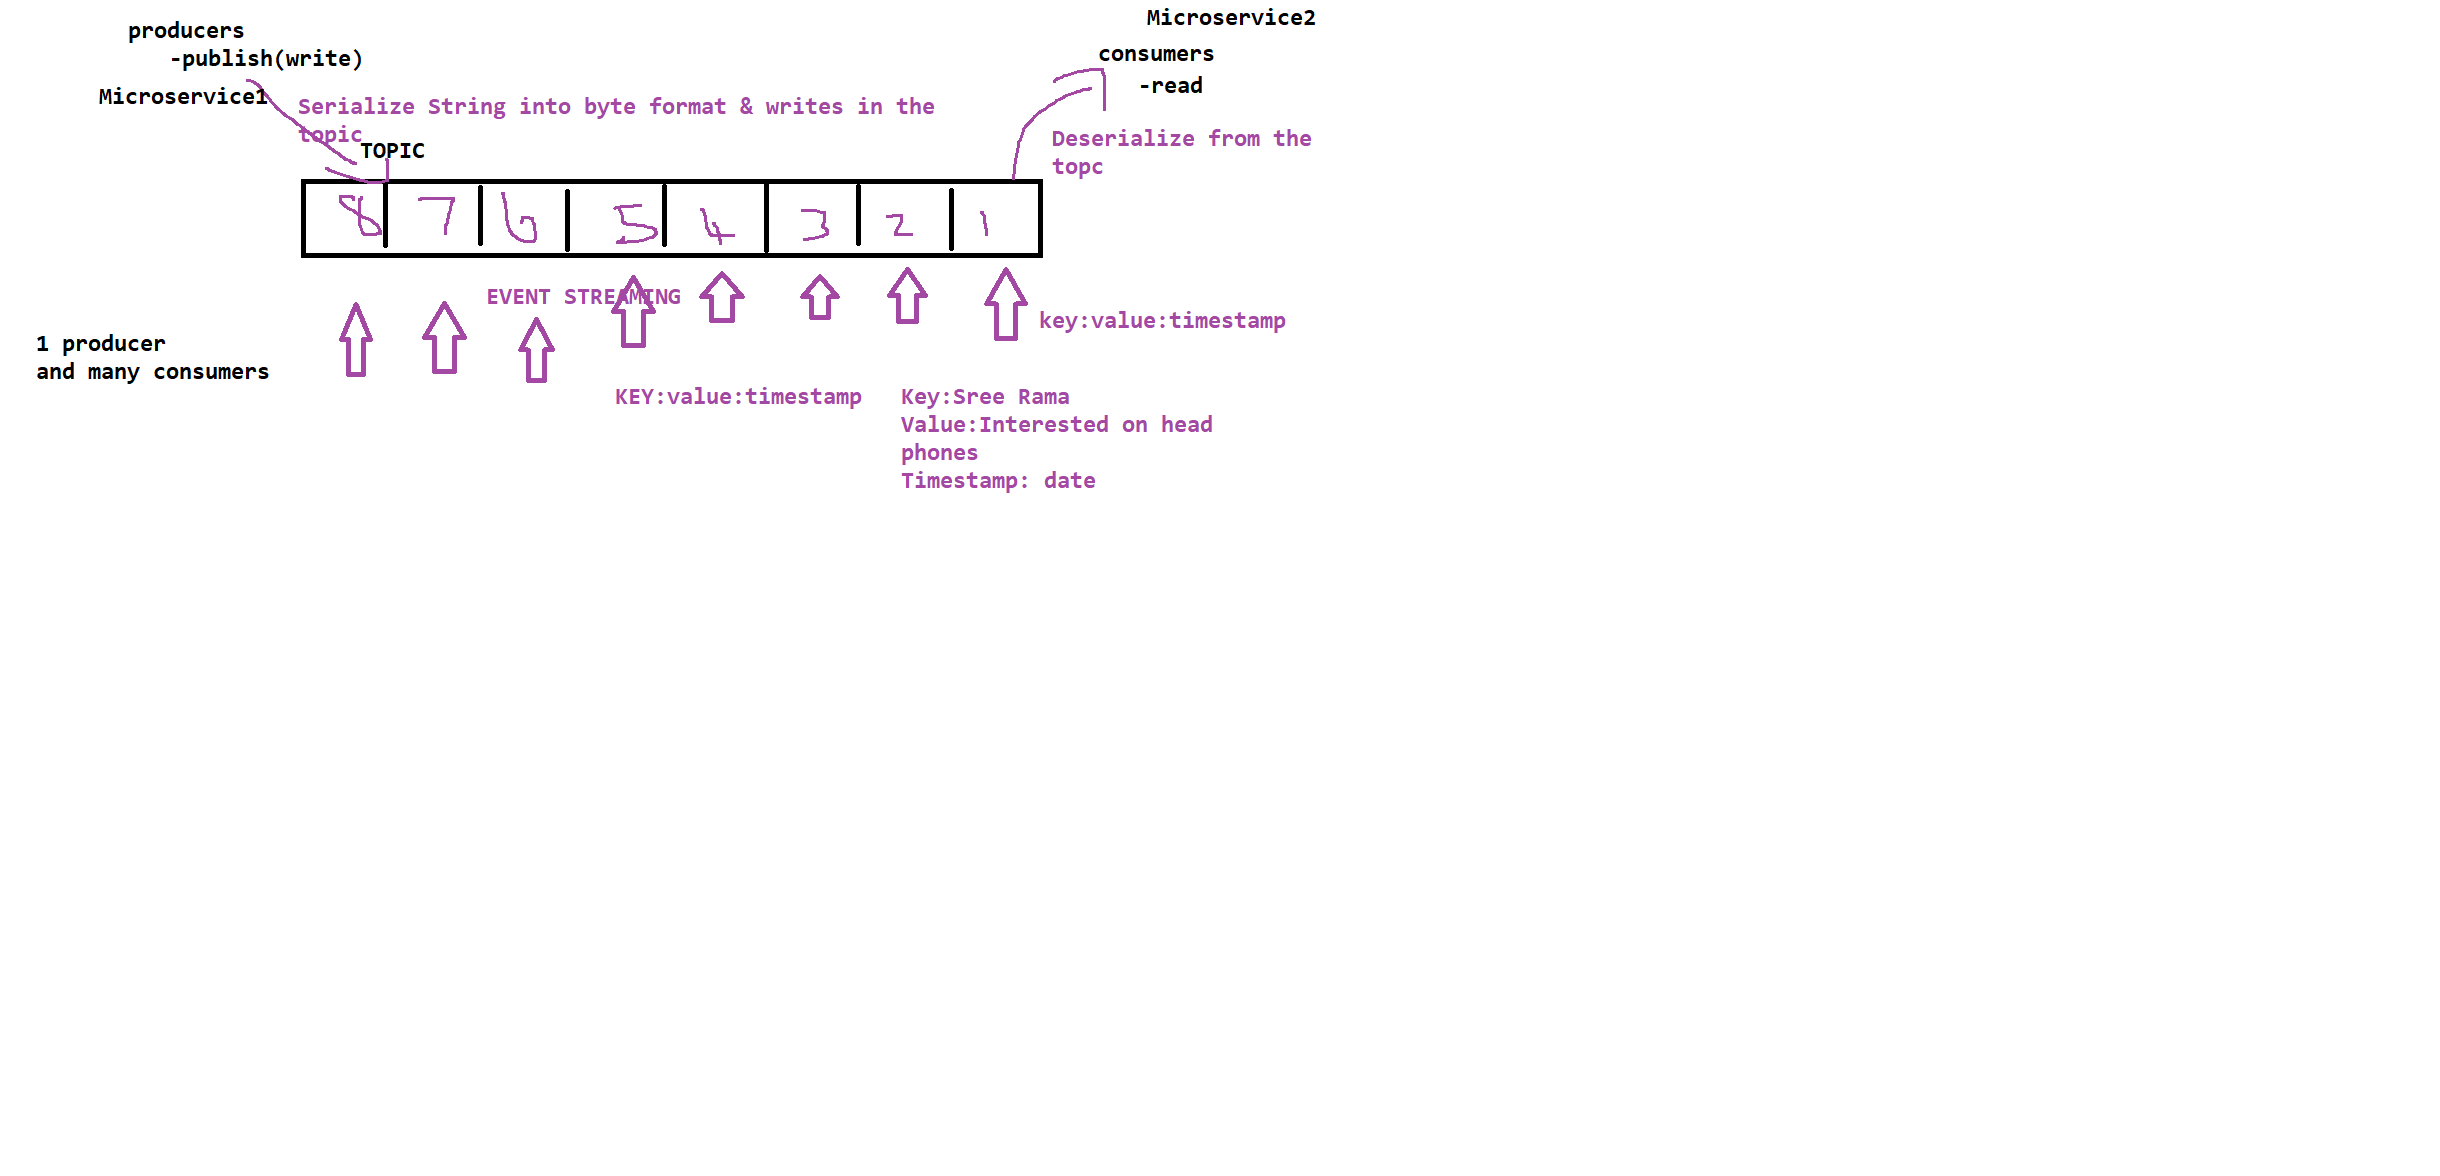 producers
-publish(write)
Microservice1
Microservice2
consumers
-read
Serialize String into byte format & writes in the
topic
TOPIC
Deserialize from the
topc
8 7 6 5 4 3 2 1
EVENT STREAMING
key:value:timestamp
1 producer
and many consumers
KEY:value:timestamp
Key:Sree Rama
Value:Interested on head
phones
Timestamp: date